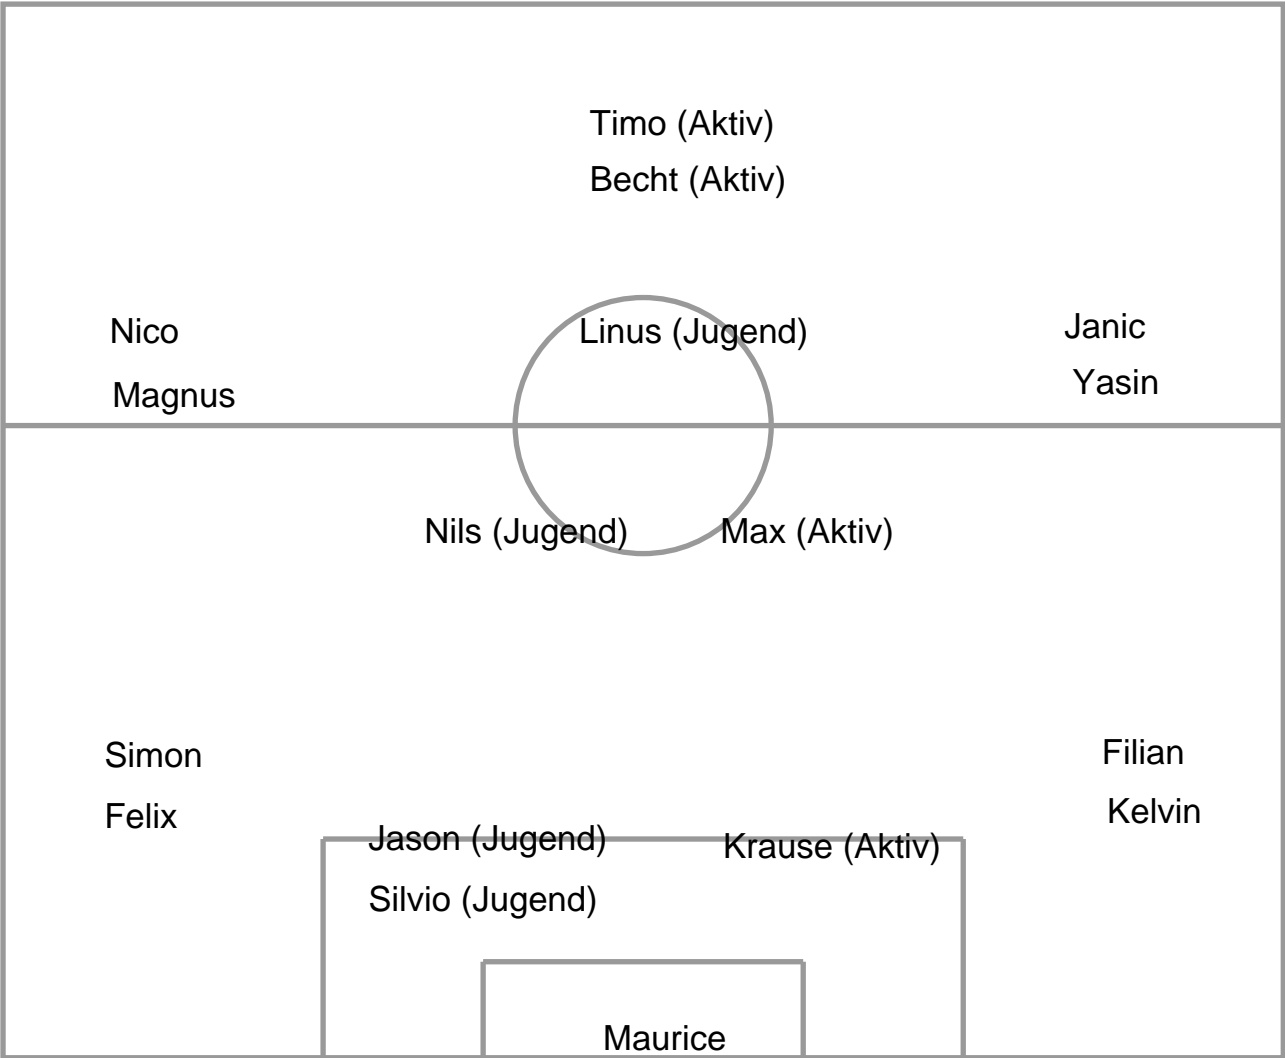 Timo (Aktiv)
Becht (Aktiv)
Nico
Linus (Jugend)
Janic
Magnus
Yasin
Nils (Jugend)
Max (Aktiv)
Simon
Filian
Felix
Kelvin
Jason (Jugend)
Krause (Aktiv)
Silvio (Jugend)
Maurice